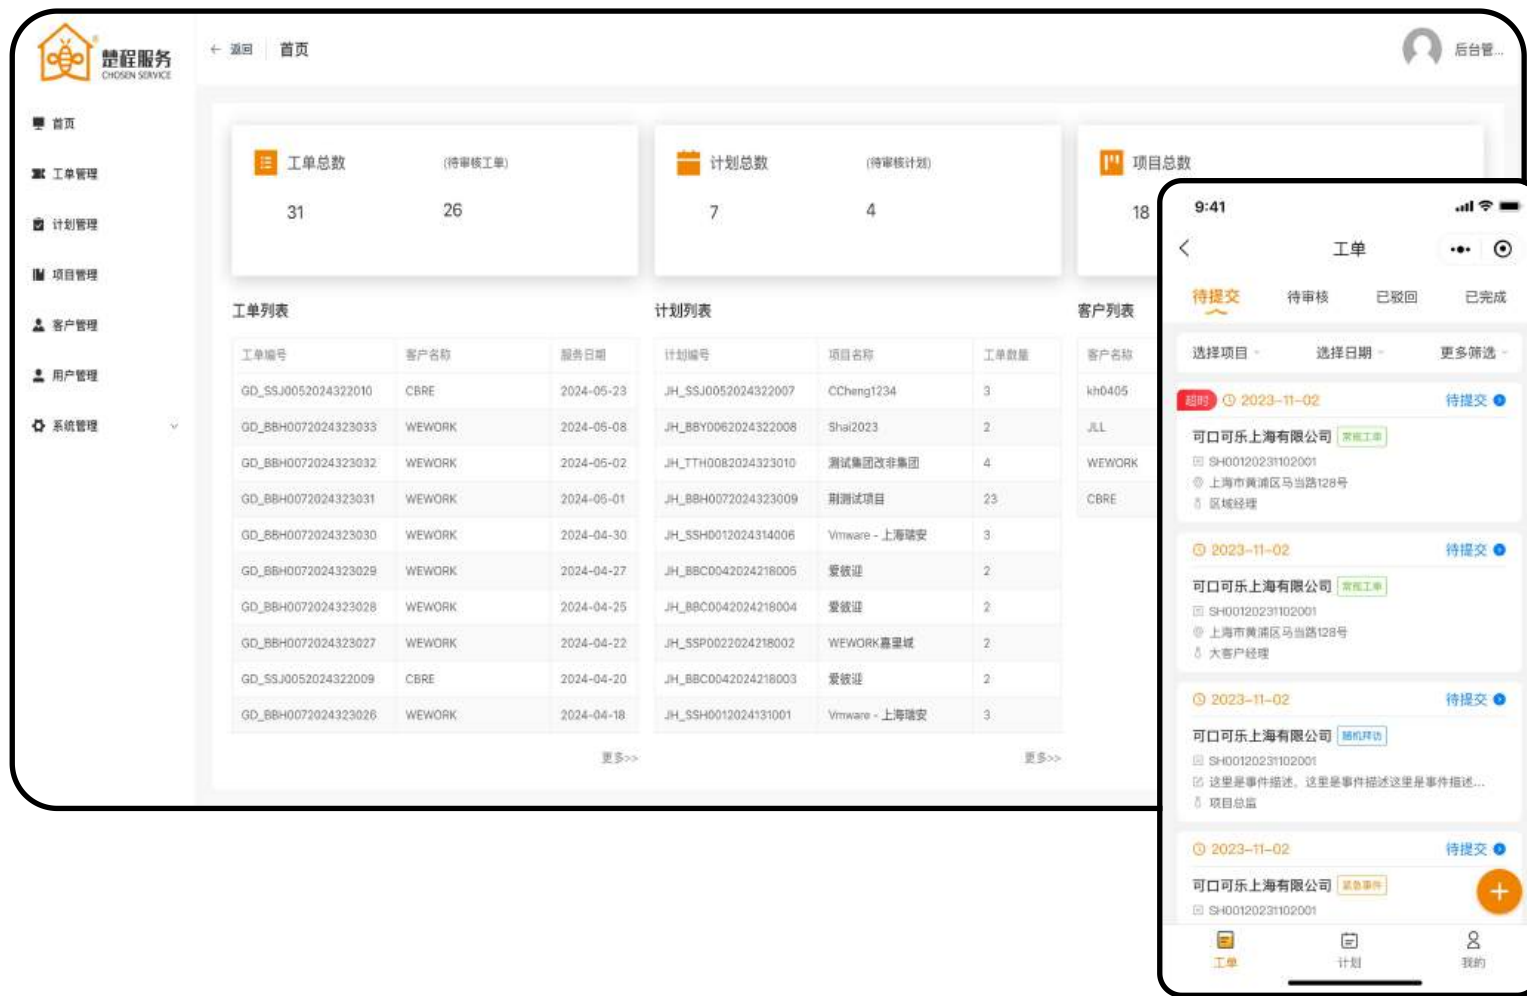 楚程服务
CHOSEN SERVICE
← 返回 首页
后台管...
首页
工单管理
计划管理
项目管理
客户管理
用户管理
系统管理
工单总数 (待审核工单)
31 26
计划总数 (待审核计划)
7 4
项目总数
18
工单列表
工单编号 客户名称 服务日期
GD_SSJ0052024322010 CBRE 2024-05-23
GD_BBH0072024323033 WEWORK 2024-05-08
GD_BBH0072024323032 WEWORK 2024-05-02
GD_BBH0072024323031 WEWORK 2024-05-01
GD_BBH0072024323030 WEWORK 2024-04-30
GD_BBH0072024323029 WEWORK 2024-04-27
GD_BBH0072024323028 WEWORK 2024-04-25
GD_BBH0072024323027 WEWORK 2024-04-22
GD_SSJ0052024322009 CBRE 2024-04-20
GD_BBH0072024323026 WEWORK 2024-04-18
更多>>
计划列表
计划编号 项目名称 工单数量
JH_SSJ0052024322007 CCheng1234 3
JH_BBY0062024322008 Shai2023 2
JH_TTH0082024323010 测试集团改非集团 4
JH_BBH0072024323009 荆测试项目 23
JH_SSH0012024314006 Vmware - 上海瑞安 3
JH_BBC0042024218005 爱彼迎 2
JH_BBC0042024218004 爱彼迎 2
JH_SSP0022024218002 WEWORK嘉里城 2
JH_BBC0042024218003 爱彼迎 2
JH_SSH0012024131001 Vmware - 上海瑞安 3
更多>>
客户列表
客户名称
kh0405
JLL
WEWORK
CBRE
9:41
工单
待提交 待审核 已驳回 已完成
选择项目 选择日期 更多筛选
超时 2023-11-02 待提交
可口可乐上海有限公司 常规工单
SH00120231102001
上海市黄浦区马当路128号
区域经理
2023-11-02 待提交
可口可乐上海有限公司 常规工单
SH00120231102001
上海市黄浦区马当路128号
大客户经理
2023-11-02 待提交
可口可乐上海有限公司 随机拜访
SH00120231102001
这里是事件描述，这里是事件描述这里是事件描述...
项目总监
2023-11-02 待提交
可口可乐上海有限公司 紧急事件
SH00120231102001
+
工单 计划 我的